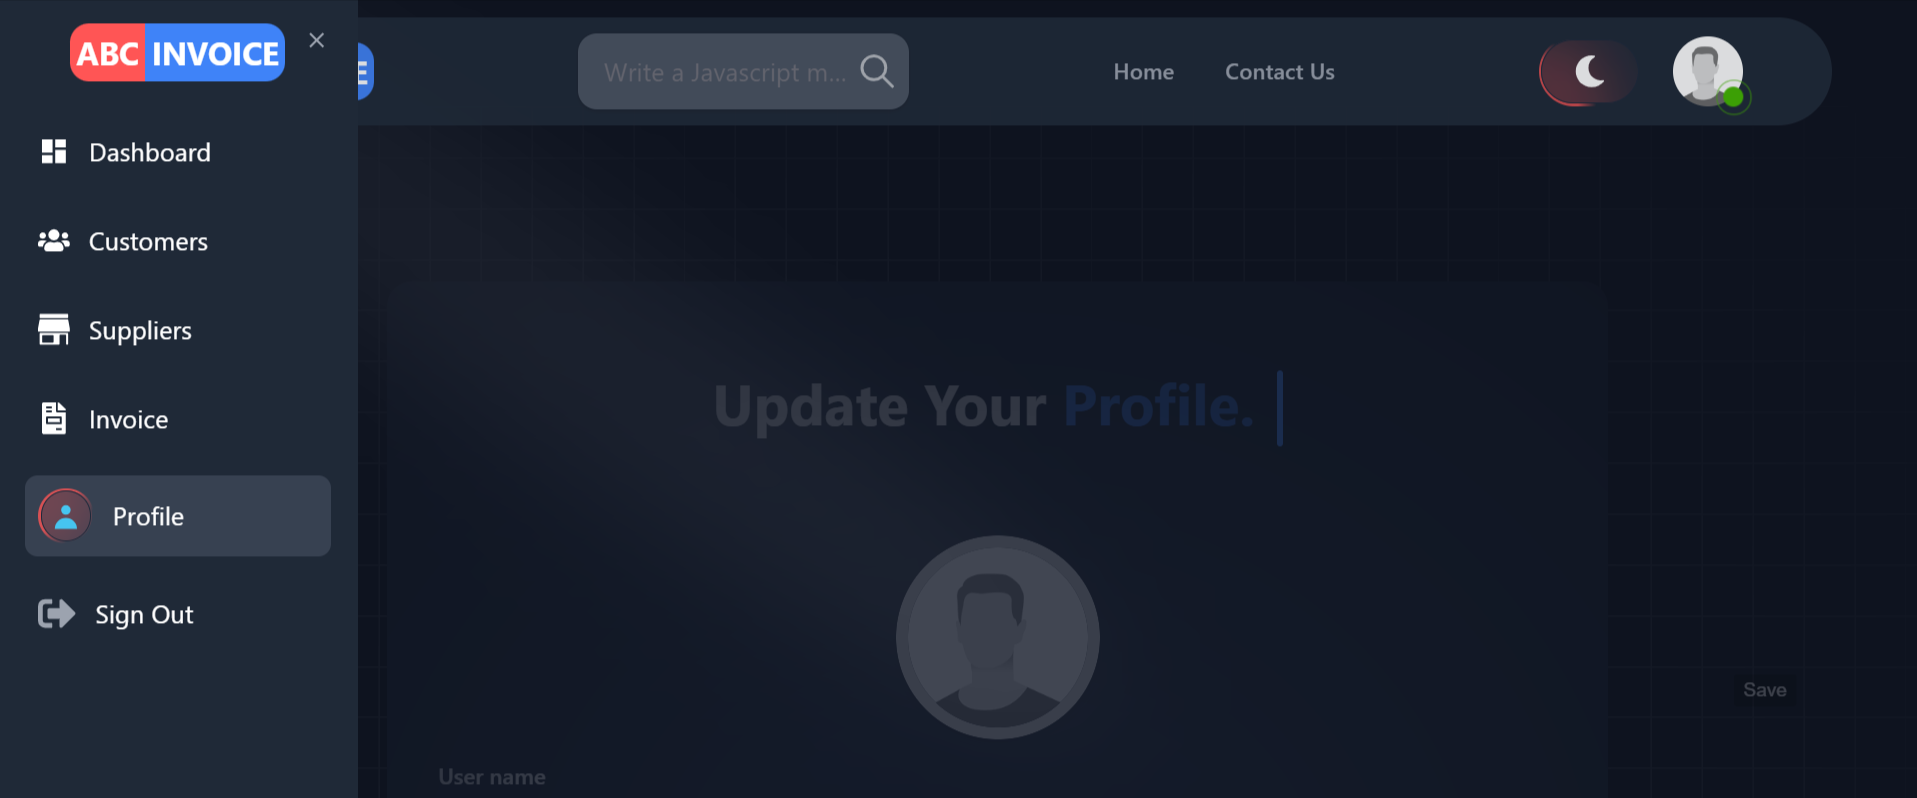 ABC INVOICE
E
Write a Javascript m...
Home
Contact Us
Dashboard
Customers
Suppliers
Invoice
Profile
Sign Out
Update Your Profile.
Save
User name